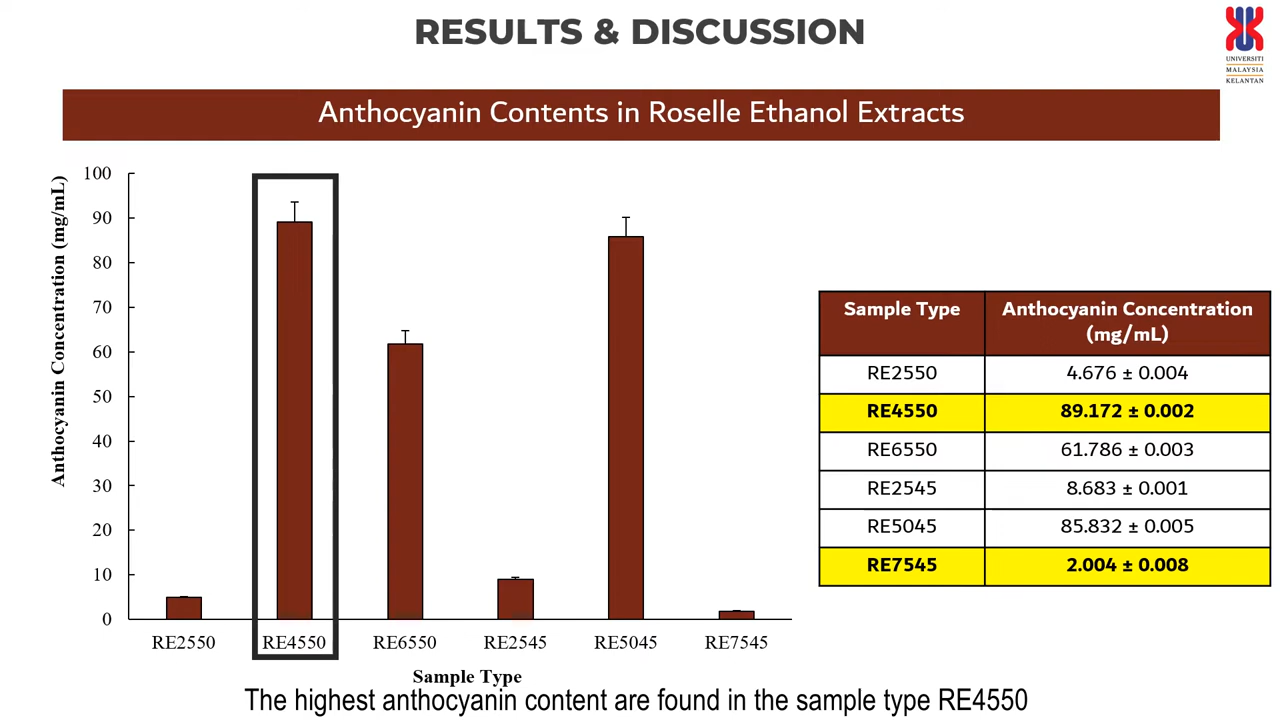 RESULTS & DISCUSSION
UNIVERSITI
MALAYSIA
KELANTAN
Anthocyanin Contents in Roselle Ethanol Extracts
Anthocyanin Concentration (mg/mL)
100
90
80
70
60
50
40
30
20
10
0
RE2550 RE4550 RE6550 RE2545 RE5045 RE7545
Sample Type
Sample Type Anthocyanin Concentration
(mg/mL)
RE2550 4.676 ± 0.004
RE4550 89.172 ± 0.002
RE6550 61.786 ± 0.003
RE2545 8.683 ± 0.001
RE5045 85.832 ± 0.005
RE7545 2.004 ± 0.008
The highest anthocyanin content are found in the sample type RE4550